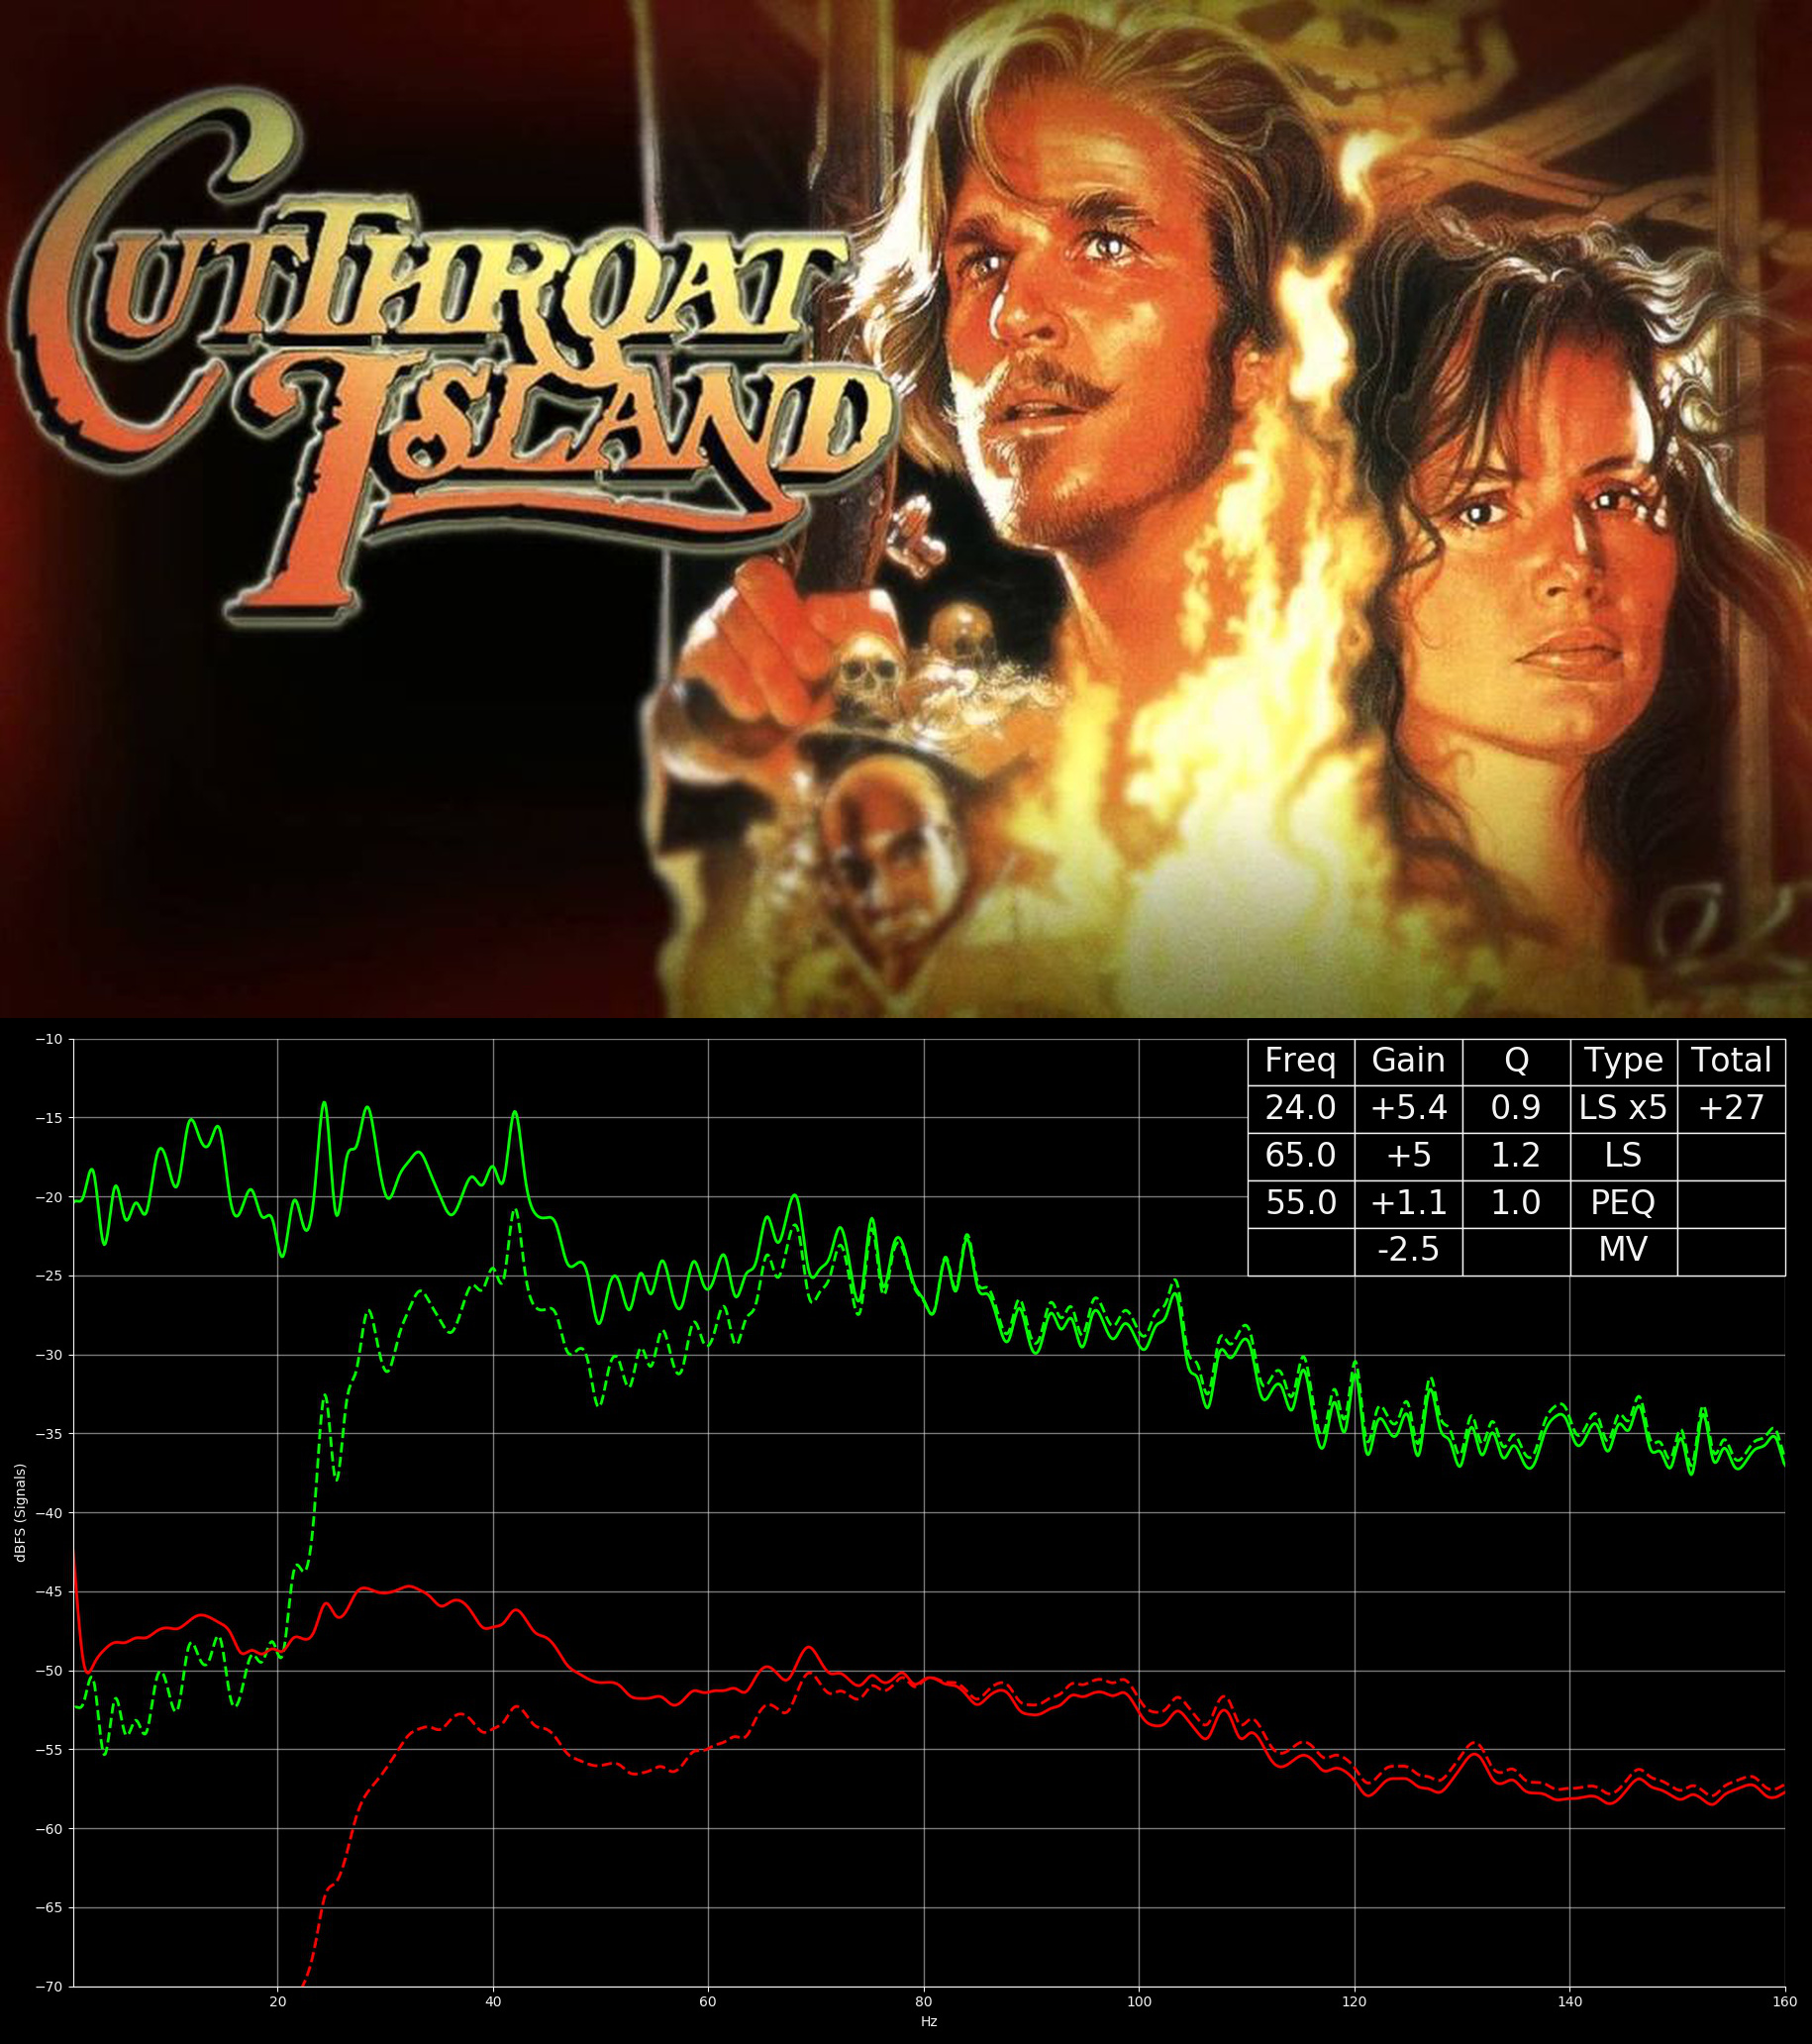 CUTTHROAT
ISLAND
Freq Gain Q Type Total
24.0 +5.4 0.9 LS x5 +27
65.0 +5 1.2 LS
55.0 +1.1 1.0 PEQ
-2.5 MV
−10
−15
−20
−25
−30
−35
−40
−45
−50
−55
−60
−65
−70
dBFS (Signals)
20 40 60 80 100 120 140 160
Hz